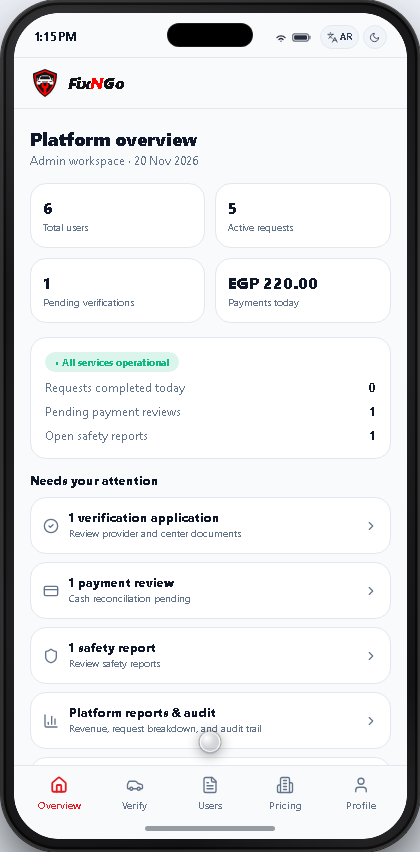 1:15 PM
AR
FixNGo
Platform overview
Admin workspace · 20 Nov 2026
6
Total users
5
Active requests
1
Pending verifications
EGP 220.00
Payments today
• All services operational
Requests completed today 0
Pending payment reviews 1
Open safety reports 1
Needs your attention
1 verification application
Review provider and center documents
1 payment review
Cash reconciliation pending
1 safety report
Review safety reports
Platform reports & audit
Revenue, request breakdown, and audit trail
Overview Verify Users Pricing Profile